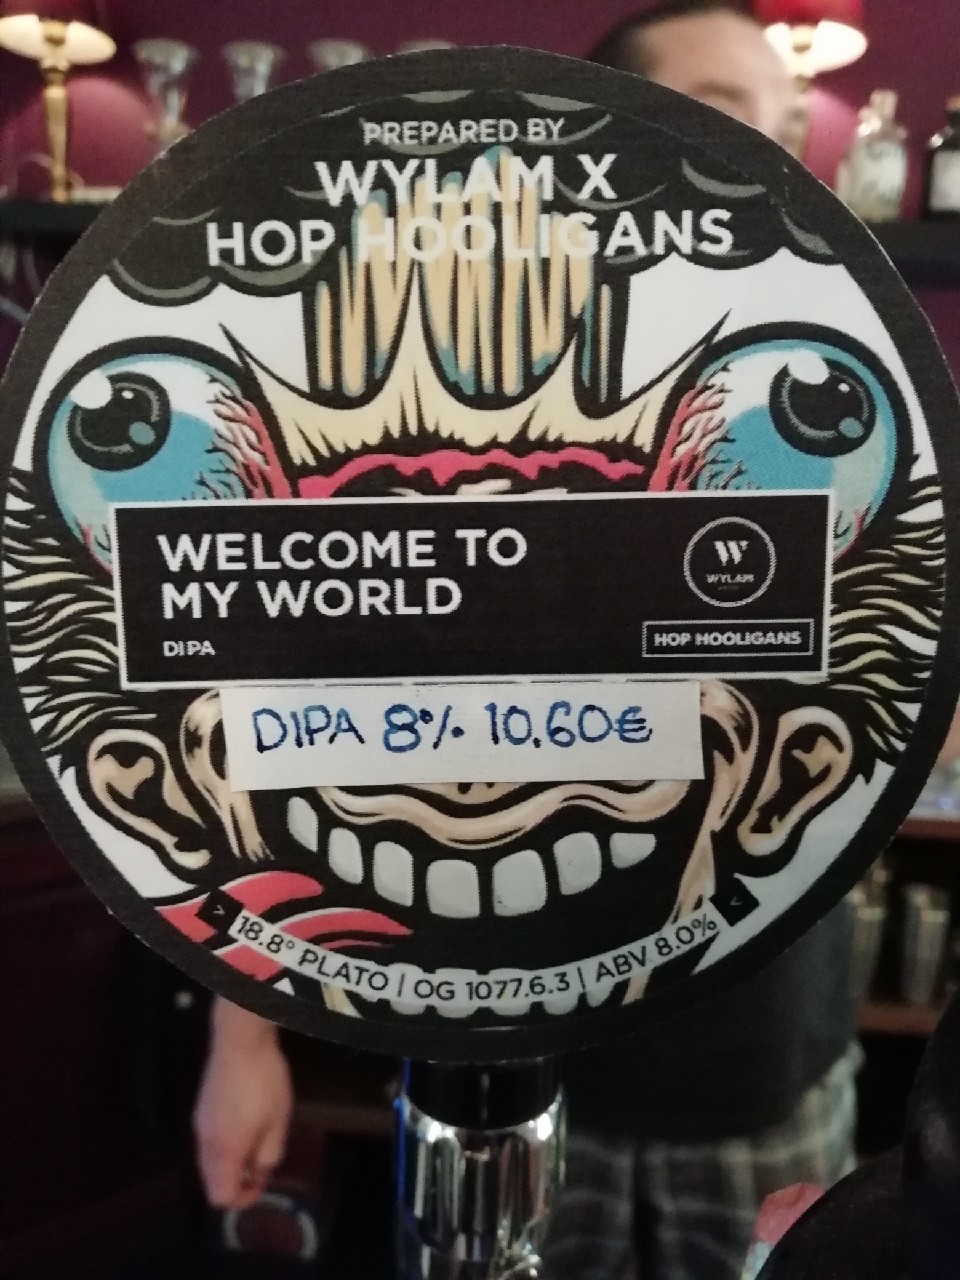 PREPARED BY
WYLAM X
HOP HOOLIGANS
WELCOME TO
MY WORLD
DIPA
W
WYLAM
HOP HOOLIGANS
DIPA 8% 10.60€
> 18.8° PLATO | OG 1077.6.3 | ABV 8.0% <